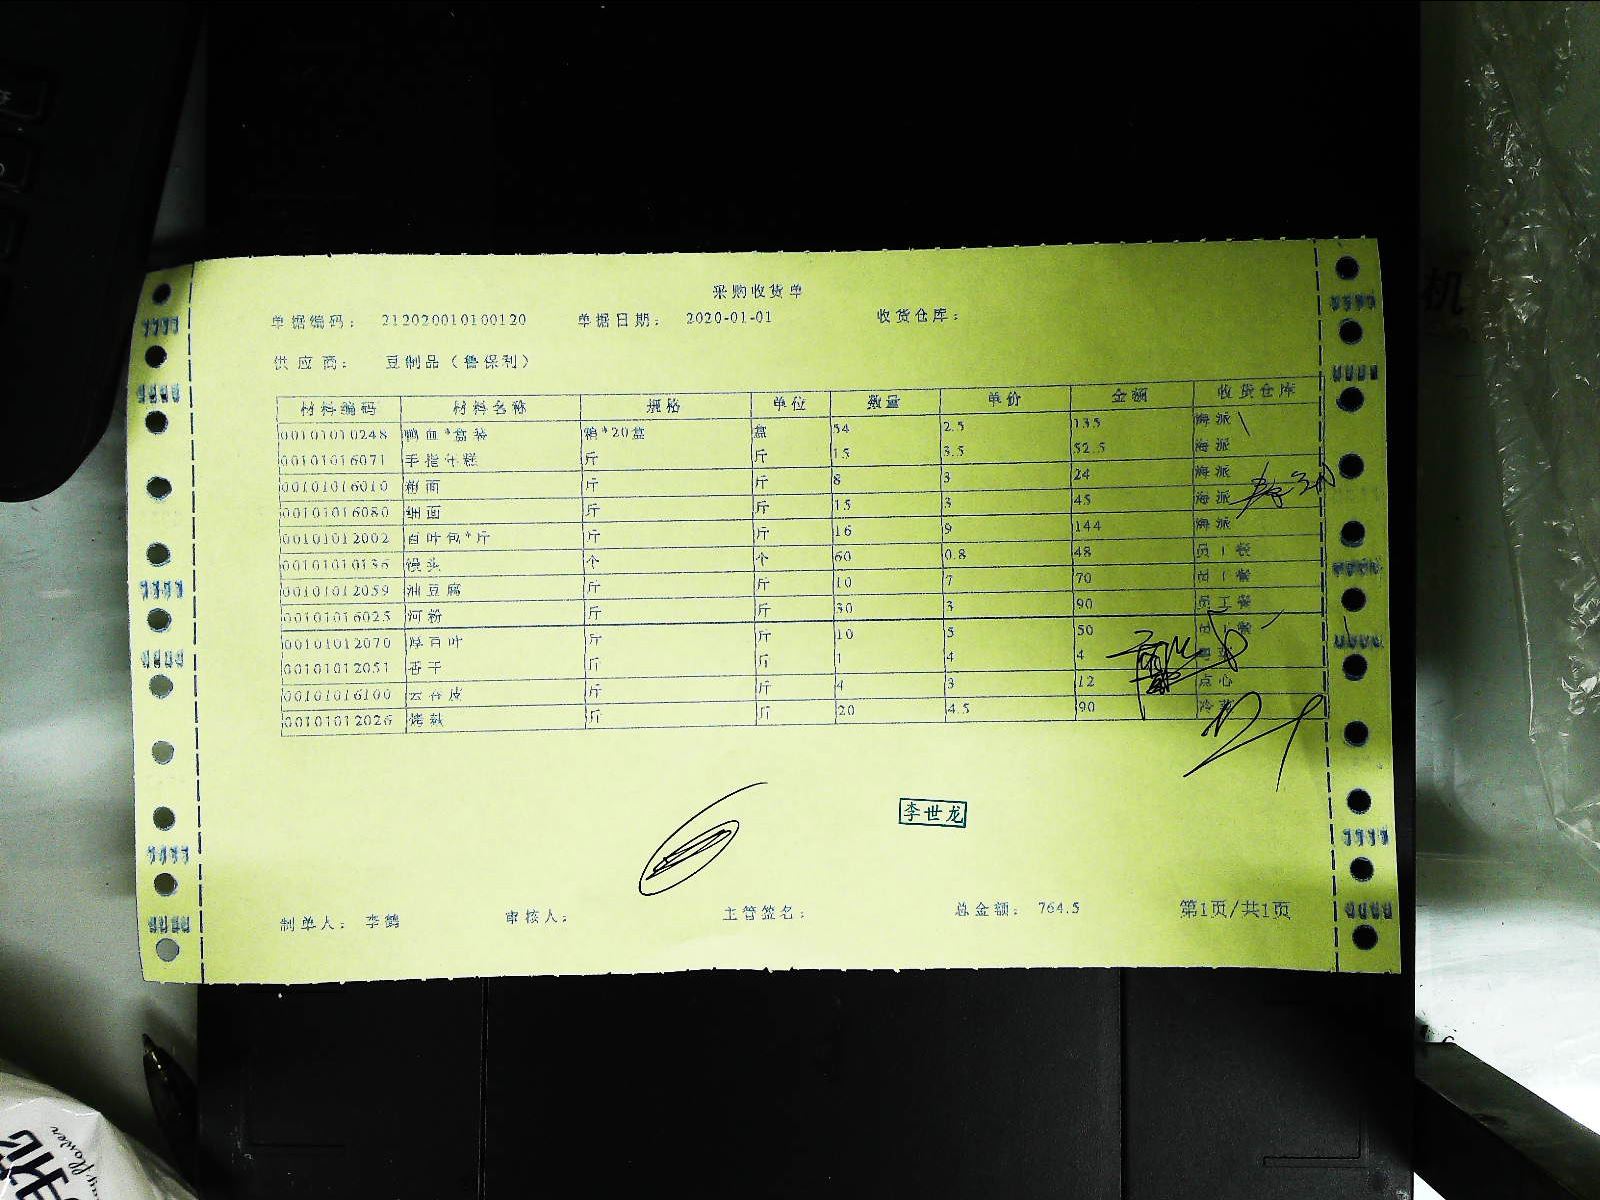 采购收货单
单据编码： 212020010100120 单据日期： 2020-01-01 收货仓库：
供应商： 豆制品（鲁保利）
材料编码 材料名称 规格 单位 数量 单价 金额 收货仓库
00101010248 鸭血*盒装 箱*20盒 盒 54 2.5 135 海派
00101016071 手指年糕 斤 斤 15 3.5 52.5 海派
00101016010 粗面 斤 斤 8 3 24 海派
00101016080 细面 斤 斤 15 3 45 海派
00101012002 百叶包*斤 斤 斤 16 9 144 海派
00101010136 馒头 个 个 60 0.8 48 员工餐
00101012059 油豆腐 斤 斤 10 7 70 员工餐
00101016025 河粉 斤 斤 30 3 90 员工餐
00101012070 厚百叶 斤 斤 10 5 50 员工餐
00101012051 香干 斤 斤 1 4 4
00101016100 云吞皮 斤 斤 4 3 12 点心
00101012026 烤麸 斤 斤 20 4.5 90 冷菜
李世龙
制单人： 李鹤 审核人： 主管签名： 总金额： 764.5 第1页/共1页